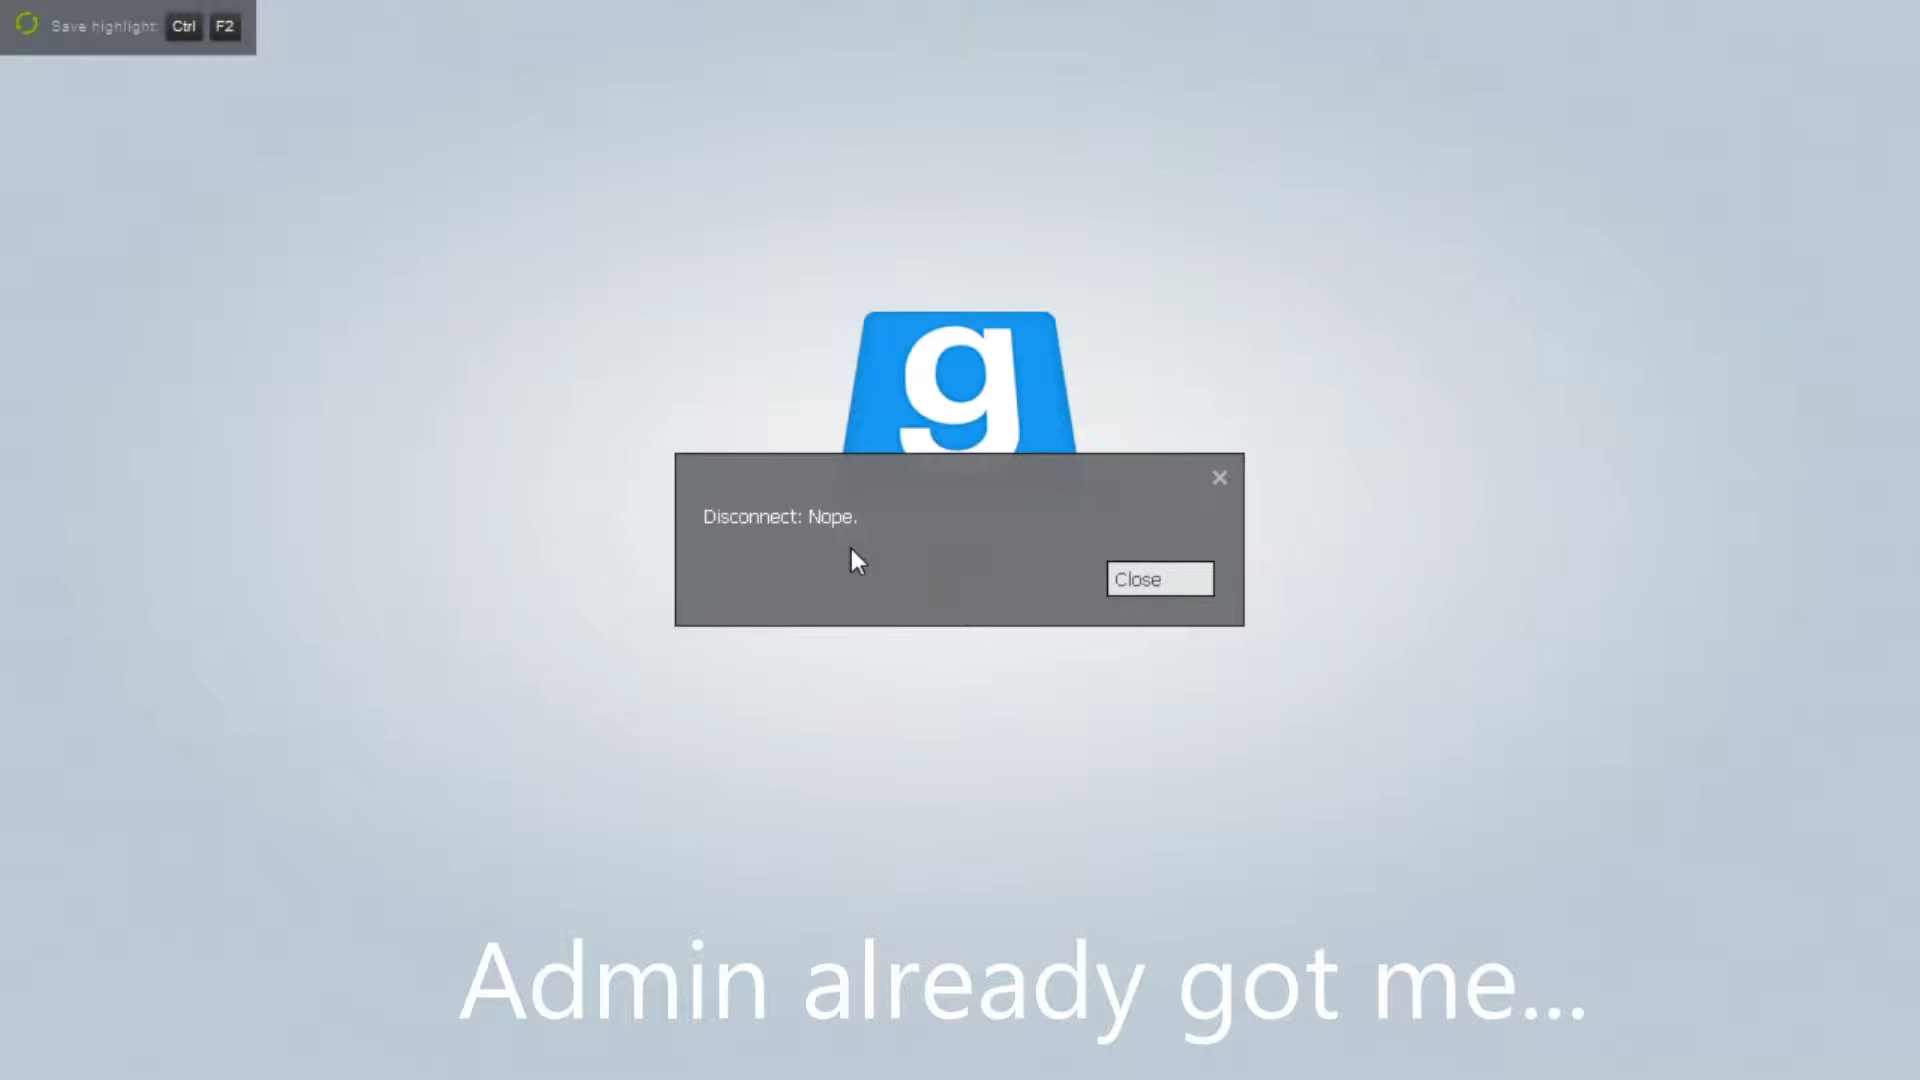 Save highlight: Ctrl F2
g
Disconnect: Nope.
Close
Admin already got me...